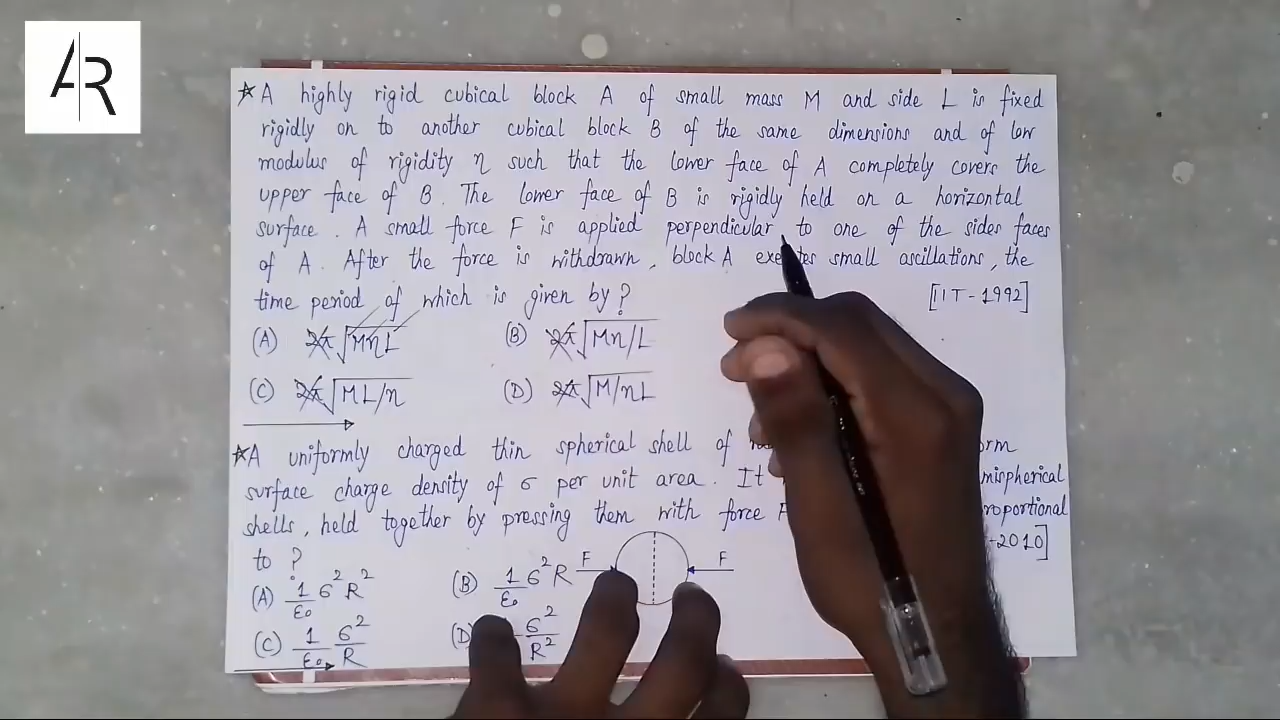 AR
☆A highly rigid cubical block A of small mass M and side L is fixed
rigidly on to another cubical block B of the same dimensions and of low
modulus of rigidity η such that the lower face of A completely covers the
upper face of B. The lower face of B is rigidly held on a horizontal
surface. A small force F is applied perpendicular to one of the sides faces
of A. After the force is withdrawn, block A small oscillations, the
time period of which is given by?
[IIT-1992]
(A) 2π√MηL
(B) 2π√Mη/L
(C) 2π√ML/η
(D) 2π√M/ηL
☆A uniformly charged thin spherical shell of
surface charge density of σ per unit area. It
shells, held together by pressing them with force
to ?
-2010]
F F
(A) 1/ε₀ σ²R²
(B) 1/ε₀ σ²R
(C) 1/ε₀ σ²/R
(D) σ²/R²